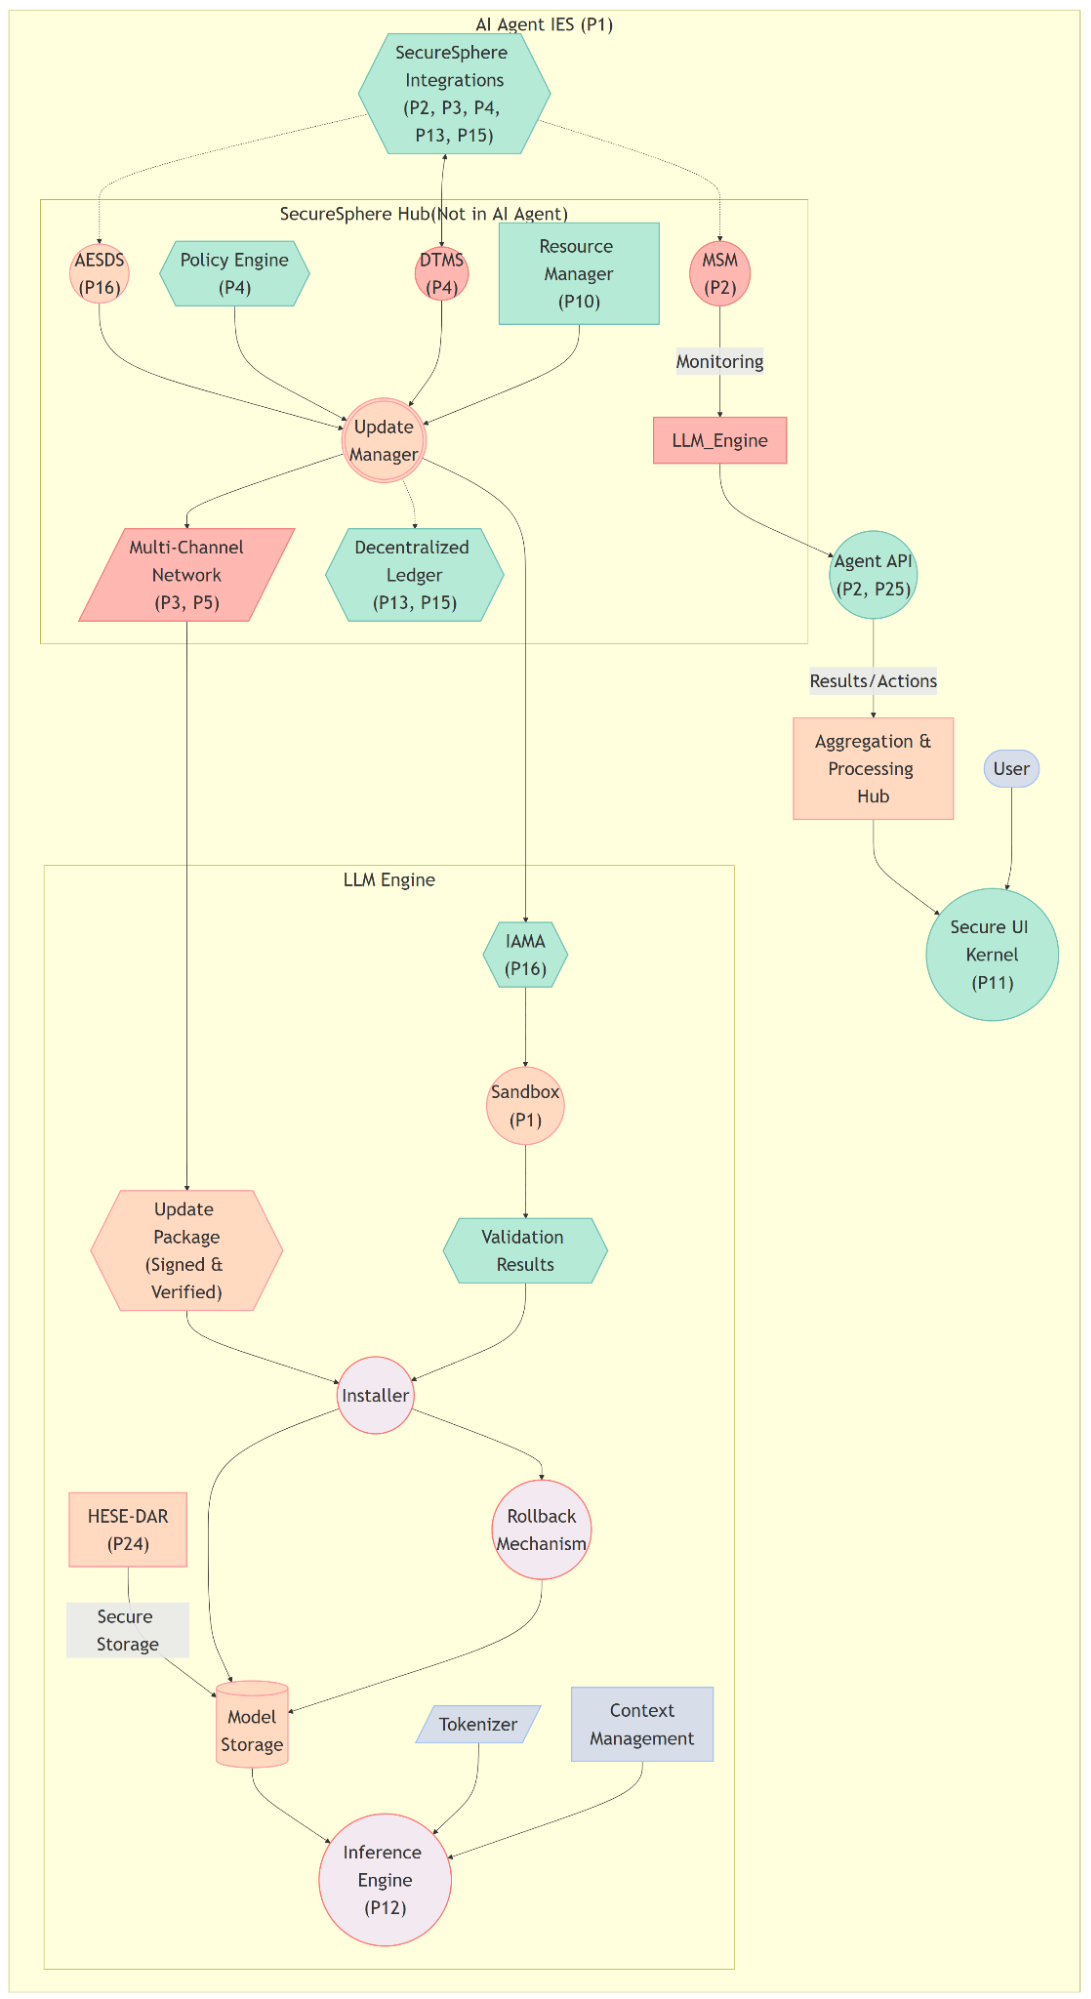 AI Agent IES (P1)
SecureSphere
Integrations
(P2, P3, P4,
P13, P15)
SecureSphere Hub(Not in AI Agent)
AESDS
(P16)
Policy Engine
(P4)
DTMS
(P4)
Resource
Manager
(P10)
MSM
(P2)
Monitoring
Update
Manager
LLM_Engine
Multi-Channel
Network
(P3, P5)
Decentralized
Ledger
(P13, P15)
Agent API
(P2, P25)
Results/Actions
Aggregation &
Processing
Hub
User
Secure UI
Kernel
(P11)
LLM Engine
IAMA
(P16)
Sandbox
(P1)
Update
Package
(Signed &
Verified)
Validation
Results
Installer
HESE-DAR
(P24)
Rollback
Mechanism
Secure
Storage
Model
Storage
Tokenizer
Context
Management
Inference
Engine
(P12)